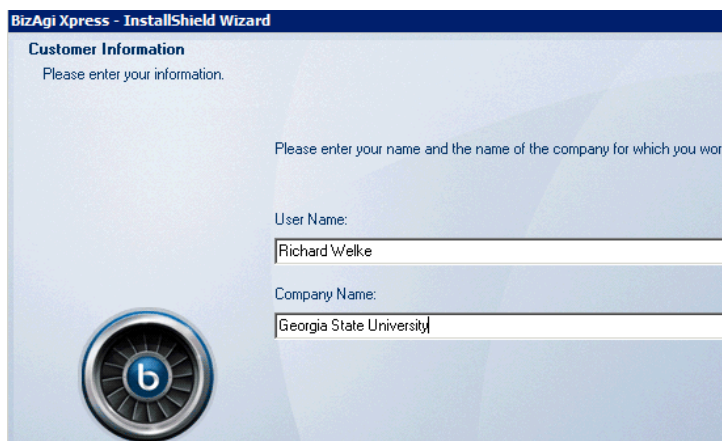 BizAgi Xpress - InstallShield Wizard
Customer Information
Please enter your information.
Please enter your name and the name of the company for which you wor
User Name:
Richard Welke
Company Name:
Georgia State University
b